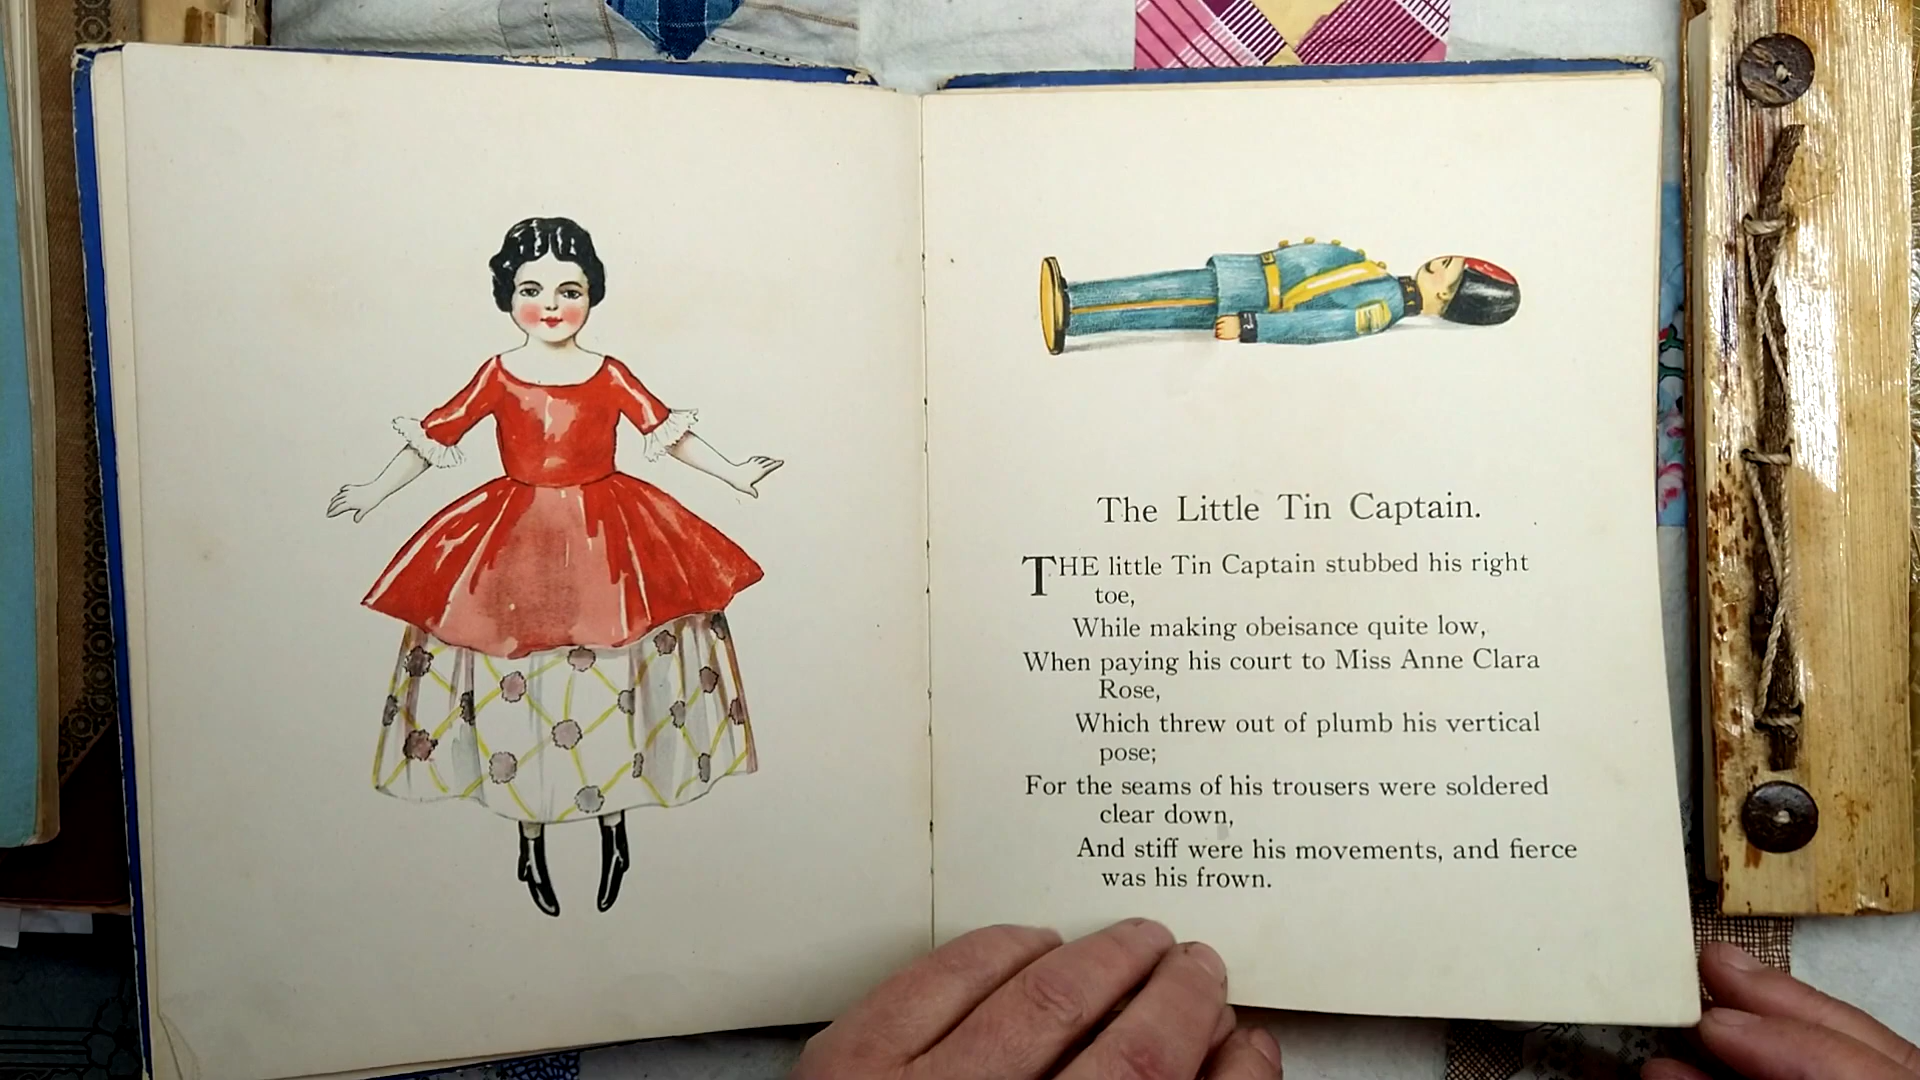 The Little Tin Captain.
THE little Tin Captain stubbed his right
toe,
While making obeisance quite low,
When paying his court to Miss Anne Clara
Rose,
Which threw out of plumb his vertical
pose;
For the seams of his trousers were soldered
clear down,
And stiff were his movements, and fierce
was his frown.